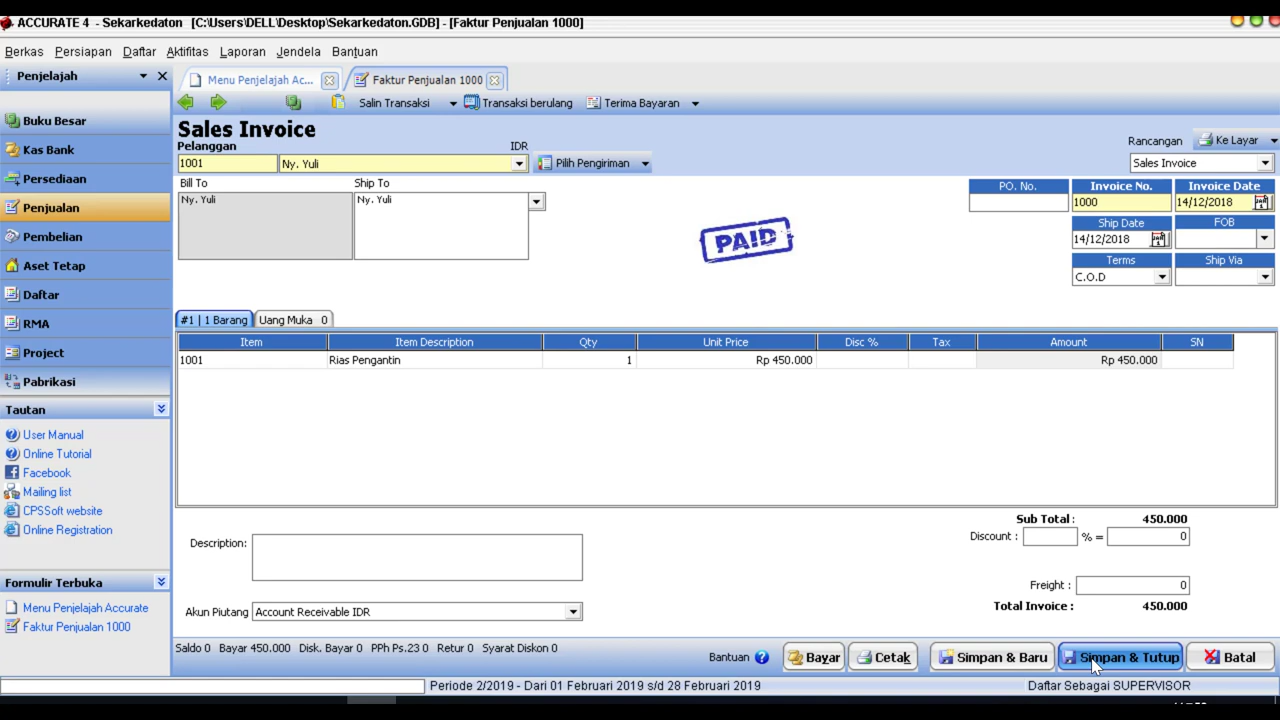 ACCURATE 4 - Sekarkedaton [C:\Users\DELL\Desktop\Sekarkedaton.GDB] - [Faktur Penjualan 1000]
Berkas Persiapan Daftar Aktifitas Laporan Jendela Bantuan
Penjelajah
Menu Penjelajah Ac... Faktur Penjualan 1000
Salin Transaksi Transaksi berulang Terima Bayaran
Buku Besar
Kas Bank
Persediaan
Penjualan
Pembelian
Aset Tetap
Daftar
RMA
Project
Pabrikasi
Tautan
User Manual
Online Tutorial
Facebook
Mailing list
CPSSoft website
Online Registration
Formulir Terbuka
Menu Penjelajah Accurate
Faktur Penjualan 1000
Sales Invoice
Pelanggan IDR
1001 Ny. Yuli Pilih Pengiriman
Rancangan Ke Layar
Sales Invoice
Bill To Ship To
Ny. Yuli Ny. Yuli
PAID
PO. No. Invoice No. Invoice Date
1000 14/12/2018
Ship Date FOB
14/12/2018
Terms Ship Via
C.O.D
#1 | 1 Barang Uang Muka 0
Item Item Description Qty Unit Price Disc % Tax Amount SN
1001 Rias Pengantin 1 Rp 450.000 Rp 450.000
Sub Total : 450.000
Description: Discount : % = 0
Freight : 0
Akun Piutang Account Receivable IDR Total Invoice : 450.000
Saldo 0 Bayar 450.000 Disk. Bayar 0 PPh Ps.23 0 Retur 0 Syarat Diskon 0
Bantuan Bayar Cetak Simpan & Baru Simpan & Tutup Batal
Periode 2/2019 - Dari 01 Februari 2019 s/d 28 Februari 2019 Daftar Sebagai SUPERVISOR